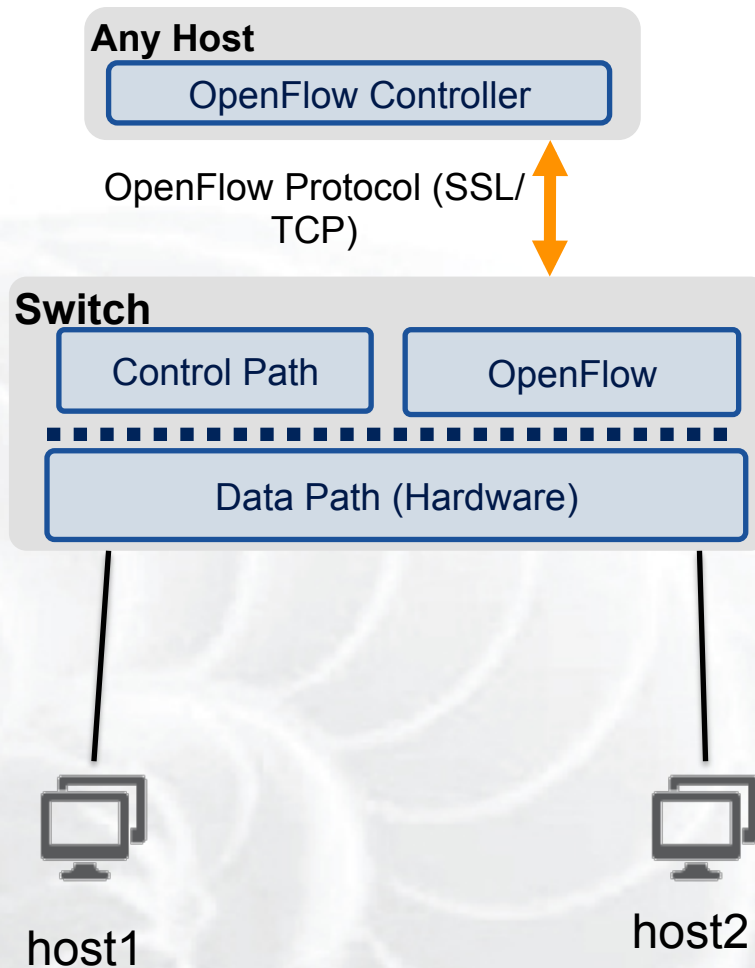 Any Host
OpenFlow Controller
OpenFlow Protocol (SSL/
TCP)
Switch
Control Path
OpenFlow
Data Path (Hardware)
host1
host2